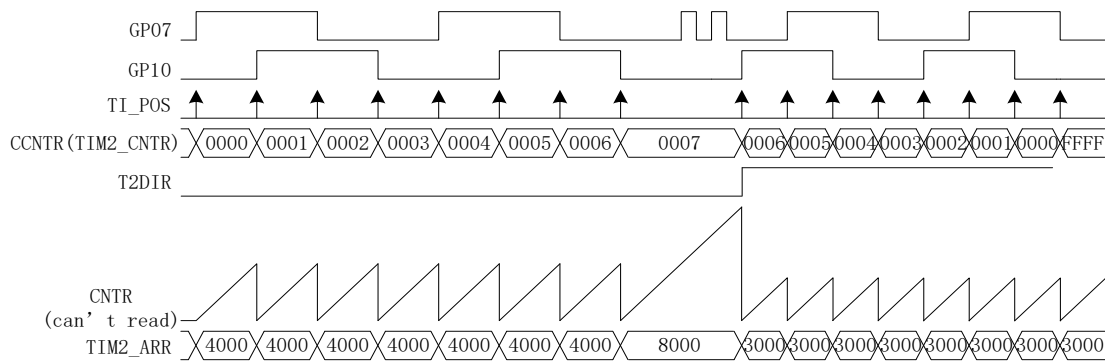 GP07
GP10
TI_POS
CCNTR(TIM2_CNTR) 0000 0001 0002 0003 0004 0005 0006 0007 0006 0005 0004 0003 0002 0001 0000 FFFF
T2DIR
CNTR
(can't read)
TIM2_ARR 4000 4000 4000 4000 4000 4000 4000 8000 3000 3000 3000 3000 3000 3000 3000 3000